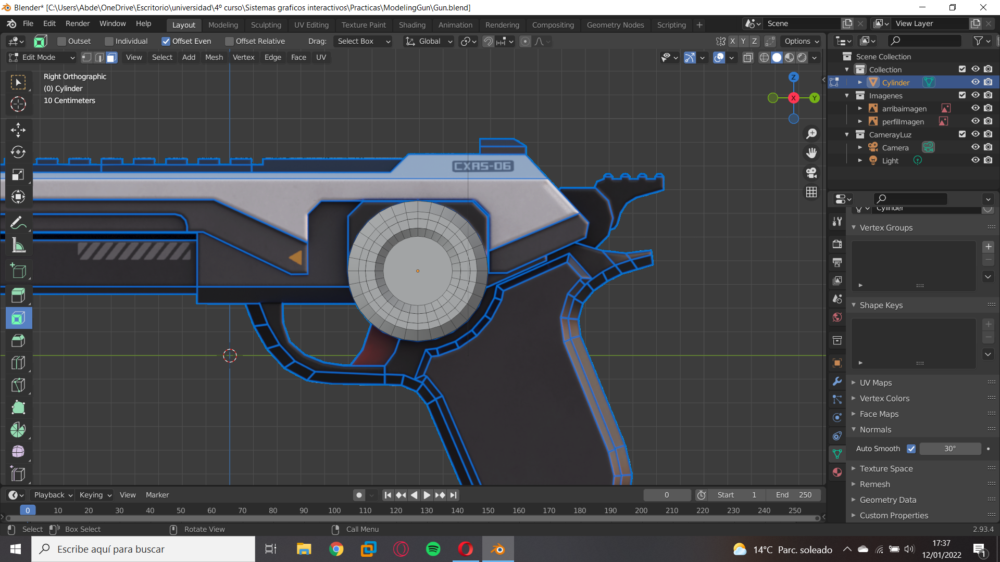 Blender* [C:\Users\Abde\OneDrive\Escritorio\universidad\4º curso\Sistemas graficos interactivos\Practicas\ModelingGun\Gun.blend]
File Edit Render Window Help
Layout Modeling Sculpting UV Editing Texture Paint Shading Animation Rendering Compositing Geometry Nodes Scripting +
Scene
View Layer
Outset Individual Offset Even Offset Relative Drag: Select Box Global X Y Z Options
Edit Mode View Select Add Mesh Vertex Edge Face UV
Right Orthographic
(0) Cylinder
10 Centimeters
Z
X
Y
CXAS-06
Scene Collection
Collection
Cylinder
Imagenes
arribaimagen
perfilImagen
CamerayLuz
Camera
Light
Cylinder
Vertex Groups
Shape Keys
UV Maps
Vertex Colors
Face Maps
Normals
Auto Smooth 30°
Texture Space
Remesh
Geometry Data
Custom Properties
Playback Keying View Marker 0 Start 1 End 250
0 10 20 30 40 50 60 70 80 90 100 110 120 130 140 150 160 170 180 190 200 210 220 230 240 250
Select Box Select Rotate View Call Menu 2.93.4
Escribe aquí para buscar
14°C Parc. soleado
17:37
12/01/2022
1